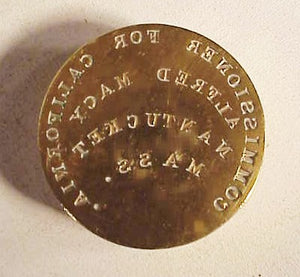 COMMISSIONER FOR CALIFORNIA.
ALFRED MACY
NANTUCKET
MASS.